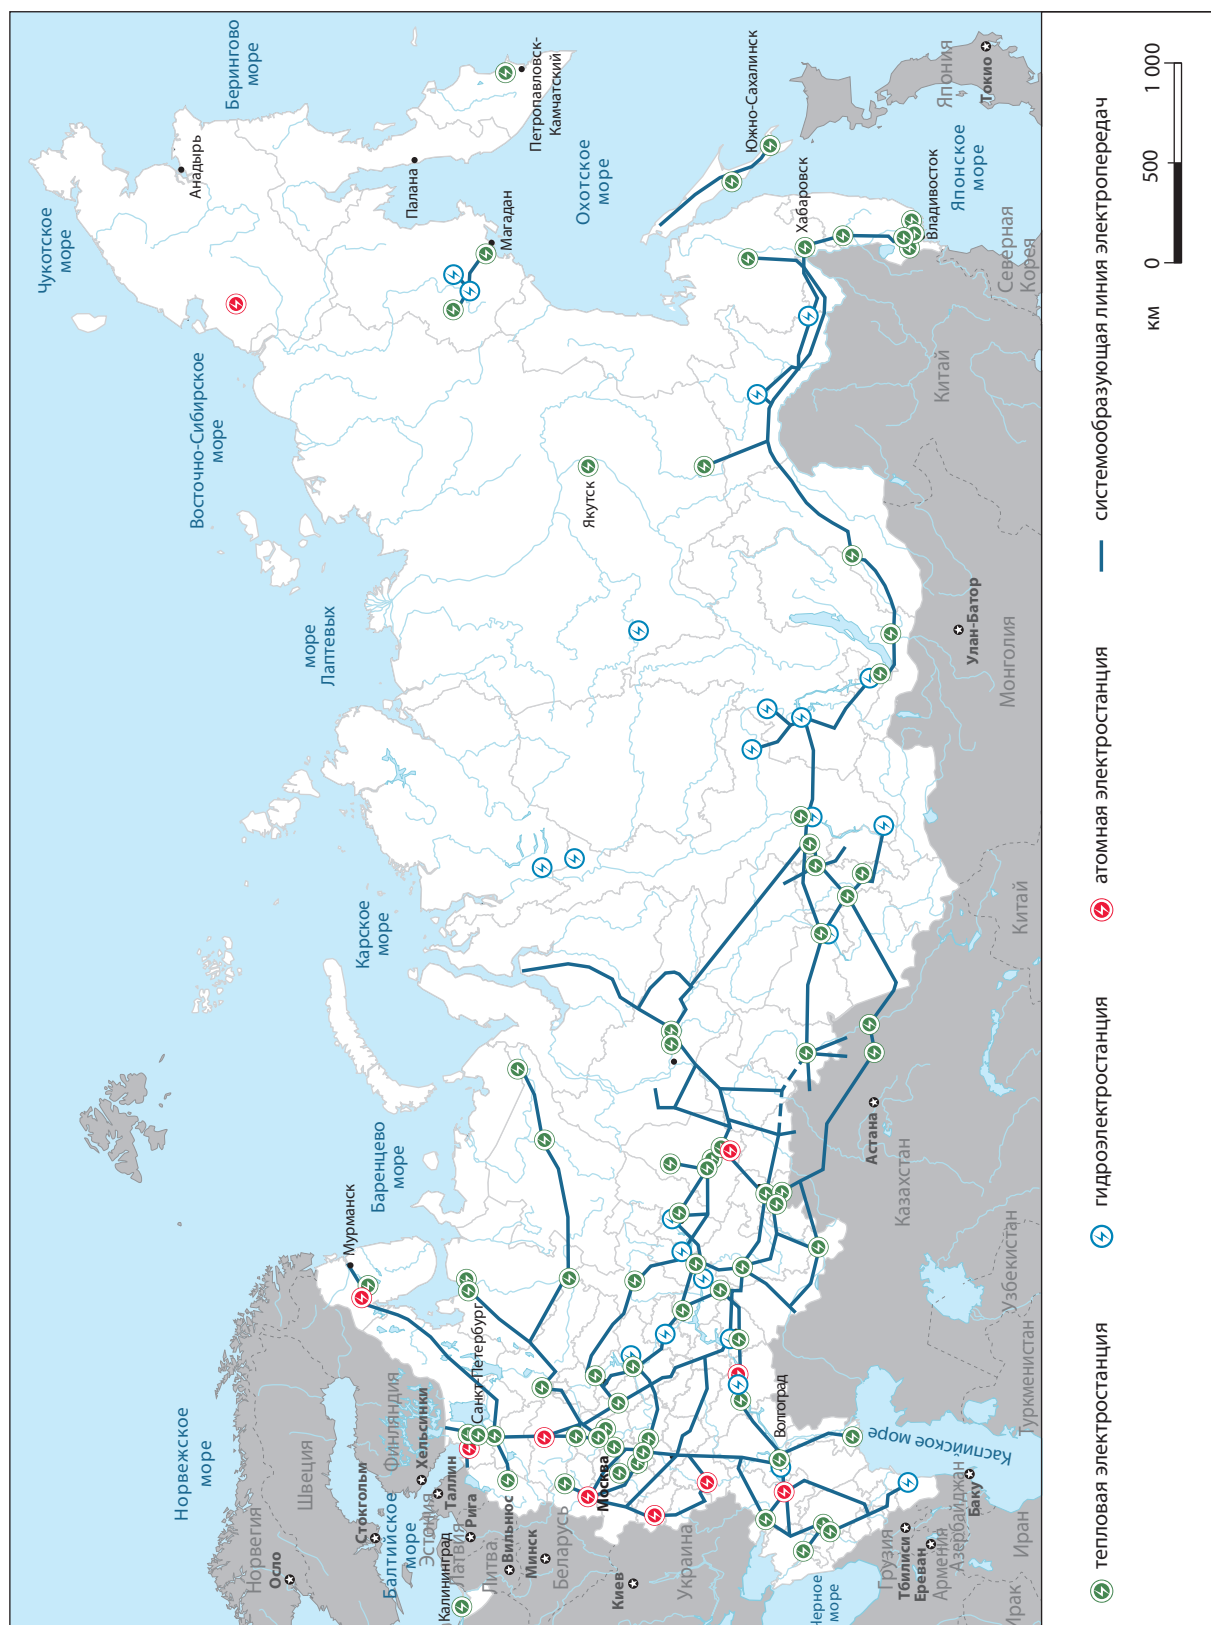 Норвежское
море
Баренцево
море
Карское
море
море
Лаптевых
Восточно-Сибирское
море
Чукотское
море
Берингово
море
Охотское
море
Японское
море
Балтийское
море
Черное
море
Каспийское море
Норвегия
Осло
Швеция
Стокгольм
Финляндия
Хельсинки
Эстония
Таллин
Латвия
Рига
Литва
Вильнюс
Калининград
Беларусь
Минск
Украина
Киев
Грузия
Тбилиси
Ереван
Армения
Азербайджан
Баку
Ирак
Иран
Туркменистан
Узбекистан
Казахстан
Астана
Китай
Монголия
Улан-Батор
Китай
Северная
Корея
Япония
Токио
Мурманск
Санкт-Петербург
Москва
Волгоград
Якутск
Магадан
Палана
Анадырь
Петропавловск-
Камчатский
Южно-Сахалинск
Хабаровск
Владивосток
тепловая электростанция
гидроэлектростанция
атомная электростанция
системообразующая линия электропередач
0 500 1 000
км